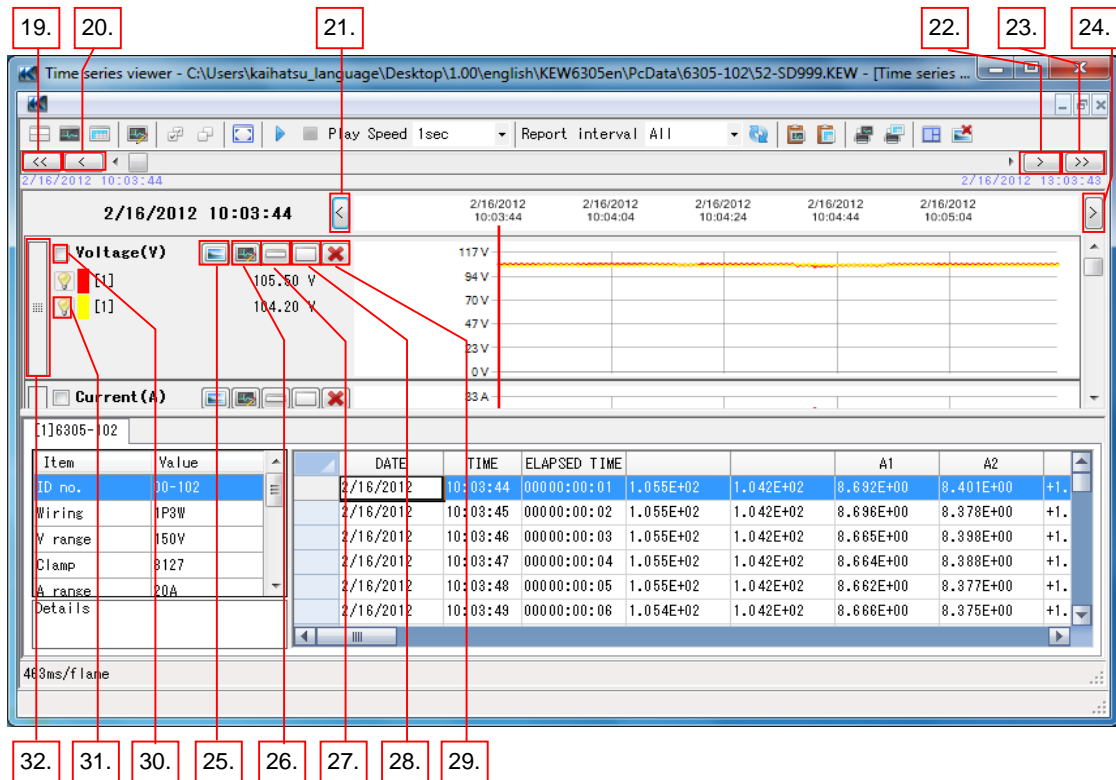 19. 20. 21. 22. 23. 24.
Time series viewer - C:\Users\kaihatsu_language\Desktop\1.00\english\KEW6305en\PcData\6305-102\52-SD999.KEW - [Time series ...
Play Speed 1sec Report interval All
<< < > >>
2/16/2012 10:03:44 2/16/2012 13:03:43
2/16/2012 10:03:44 < 2/16/2012 2/16/2012 2/16/2012 2/16/2012 2/16/2012 >
10:03:44 10:04:04 10:04:24 10:04:44 10:05:04
Voltage(V) 117 V
[1] 105.50 V 94 V
[1] 104.20 V 70 V
47 V
23 V
0 V
Current(A) 33 A
[1]6305-102
Item Value DATE TIME ELAPSED TIME A1 A2
ID no. 00-102 2/16/2012 10:03:44 00000:00:01 1.055E+02 1.042E+02 8.692E+00 8.401E+00 +1.
Wiring 1P3W 2/16/2012 10:03:45 00000:00:02 1.055E+02 1.042E+02 8.696E+00 8.378E+00 +1.
V range 150V 2/16/2012 10:03:46 00000:00:03 1.055E+02 1.042E+02 8.665E+00 8.398E+00 +1.
Clamp 8127 2/16/2012 10:03:47 00000:00:04 1.055E+02 1.042E+02 8.664E+00 8.388E+00 +1.
A range 20A 2/16/2012 10:03:48 00000:00:05 1.055E+02 1.042E+02 8.662E+00 8.377E+00 +1.
Details 2/16/2012 10:03:49 00000:00:06 1.054E+02 1.042E+02 8.666E+00 8.375E+00 +1.
463ms/flane
32. 31. 30. 25. 26. 27. 28. 29.